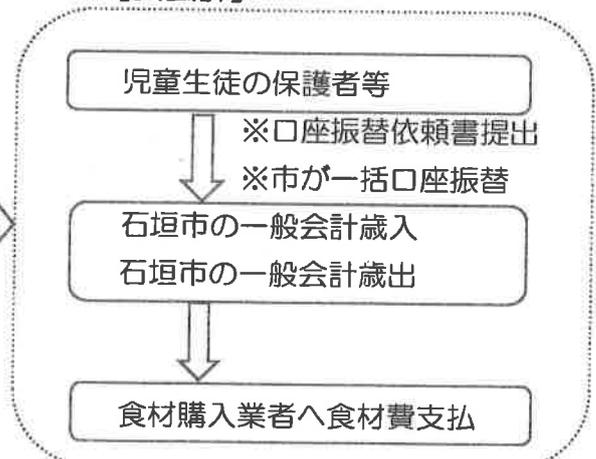 児童生徒の保護者等
※口座振替依頼書提出
※市が一括口座振替
石垣市の一般会計歳入
石垣市の一般会計歳出
食材購入業者へ食材費支払